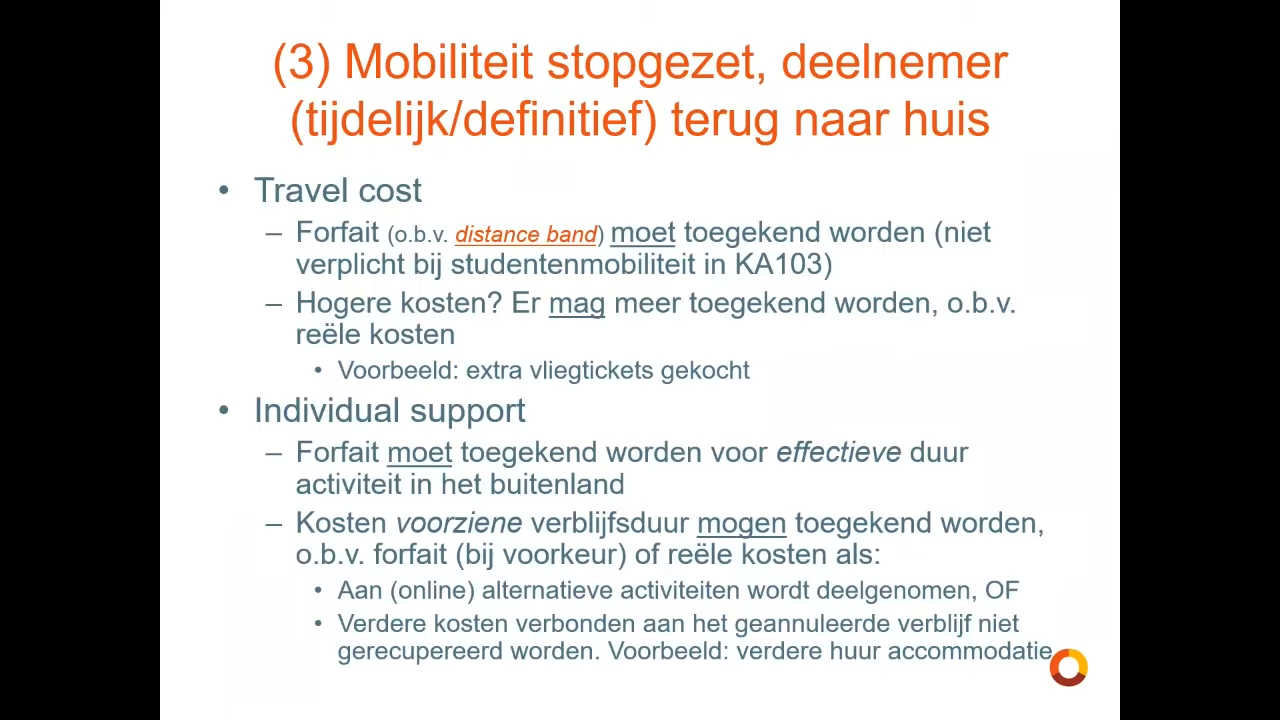 (3) Mobiliteit stopgezet, deelnemer
(tijdelijk/definitief) terug naar huis
• Travel cost
– Forfait (o.b.v. distance band) moet toegekend worden (niet
verplicht bij studentenmobiliteit in KA103)
– Hogere kosten? Er mag meer toegekend worden, o.b.v.
reële kosten
• Voorbeeld: extra vliegtickets gekocht
• Individual support
– Forfait moet toegekend worden voor effectieve duur
activiteit in het buitenland
– Kosten voorziene verblijfsduur mogen toegekend worden,
o.b.v. forfait (bij voorkeur) of reële kosten als:
• Aan (online) alternatieve activiteiten wordt deelgenomen, OF
• Verdere kosten verbonden aan het geannuleerde verblijf niet
gerecupereerd worden. Voorbeeld: verdere huur accommodatie